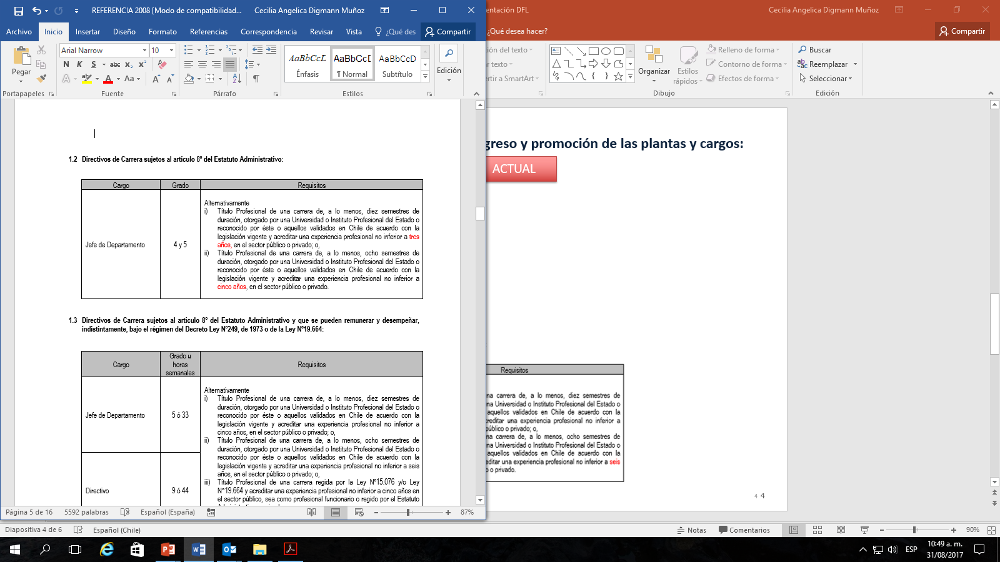 REFERENCIA 2008 [Modo de compatibilidad...
Cecilia Angelica Digmann Muñoz
Archivo
Inicio
Insertar
Diseño
Formato
Referencias
Correspondencia
Revisar
Vista
¿Qué des
Compartir
Pegar
Arial Narrow
10
N K S abc x₂ x²
A ab A Aa A A
Portapapeles
Fuente
Párrafo
AaBbCcL
Énfasis
AaBbCcI
¶ Normal
AaBbCcD
Subtítulo
Estilos
Edición
1.2 Directivos de Carrera sujetos al artículo 8º del Estatuto Administrativo:
Cargo
Grado
Requisitos
Jefe de Departamento
4 y 5
Alternativamente
i) Título Profesional de una carrera de, a lo menos, diez semestres de
duración, otorgado por una Universidad o Instituto Profesional del Estado o
reconocido por éste o aquellos validados en Chile de acuerdo con la
legislación vigente y acreditar una experiencia profesional no inferior a tres
años, en el sector público o privado; o,
ii) Título Profesional de una carrera de, a lo menos, ocho semestres de
duración, otorgado por una Universidad o Instituto Profesional del Estado o
reconocido por éste o aquellos validados en Chile de acuerdo con la
legislación vigente y acreditar una experiencia profesional no inferior a
cinco años, en el sector público o privado.
1.3 Directivos de Carrera sujetos al artículo 8º del Estatuto Administrativo y que se pueden remunerar y desempeñar,
indistintamente, bajo el régimen del Decreto Ley Nº249, de 1973 o de la Ley Nº19.664:
Cargo
Grado u
horas
semanales
Requisitos
Jefe de Departamento
5 ó 33
Directivo
9 ó 44
Alternativamente
i) Título Profesional de una carrera de, a lo menos, diez semestres de
duración, otorgado por una Universidad o Instituto Profesional del Estado o
reconocido por éste o aquellos validados en Chile de acuerdo con la
legislación vigente y acreditar una experiencia profesional no inferior a
cinco años, en el sector público o privado; o,
ii) Título Profesional de una carrera de, a lo menos, ocho semestres de
duración, otorgado por una Universidad o Instituto Profesional del Estado o
reconocido por éste o aquellos validados en Chile de acuerdo con la
legislación vigente y acreditar una experiencia profesional no inferior a seis
años, en el sector público o privado; o,
iii) Título Profesional de una carrera regida por la Ley Nº15.076 y/o Ley
N°19.664 y acreditar una experiencia profesional no inferior a cinco años en
el sector público, sea como profesional funcionario o regido por el Estatuto
Página 5 de 16
5592 palabras
Español (España)
87%
entación DFL
Cecilia Angelica Digmann Muñoz
¿Qué desea hacer?
Compartir
ión del texto
ar texto
ertir a SmartArt
Organizar
Estilos
rápidos
Relleno de forma
Contorno de forma
Efectos de forma
Dibujo
Buscar
Reemplazar
Seleccionar
Edición
greso y promoción de las plantas y cargos:
ACTUAL
Requisitos
na carrera de, a lo menos, diez semestres de
na Universidad o Instituto Profesional del Estado o
aquellos validados en Chile de acuerdo con la
reditar una experiencia profesional no inferior a
público o privado; o,
na carrera de, a lo menos, ocho semestres de
na Universidad o Instituto Profesional del Estado o
aquellos validados en Chile de acuerdo con la
editar una experiencia profesional no inferior a seis
o o privado.
4 4
Diapositiva 4 de 6
Español (Chile)
Notas
Comentarios
90%
ESP
10:49 a. m.
31/08/2017